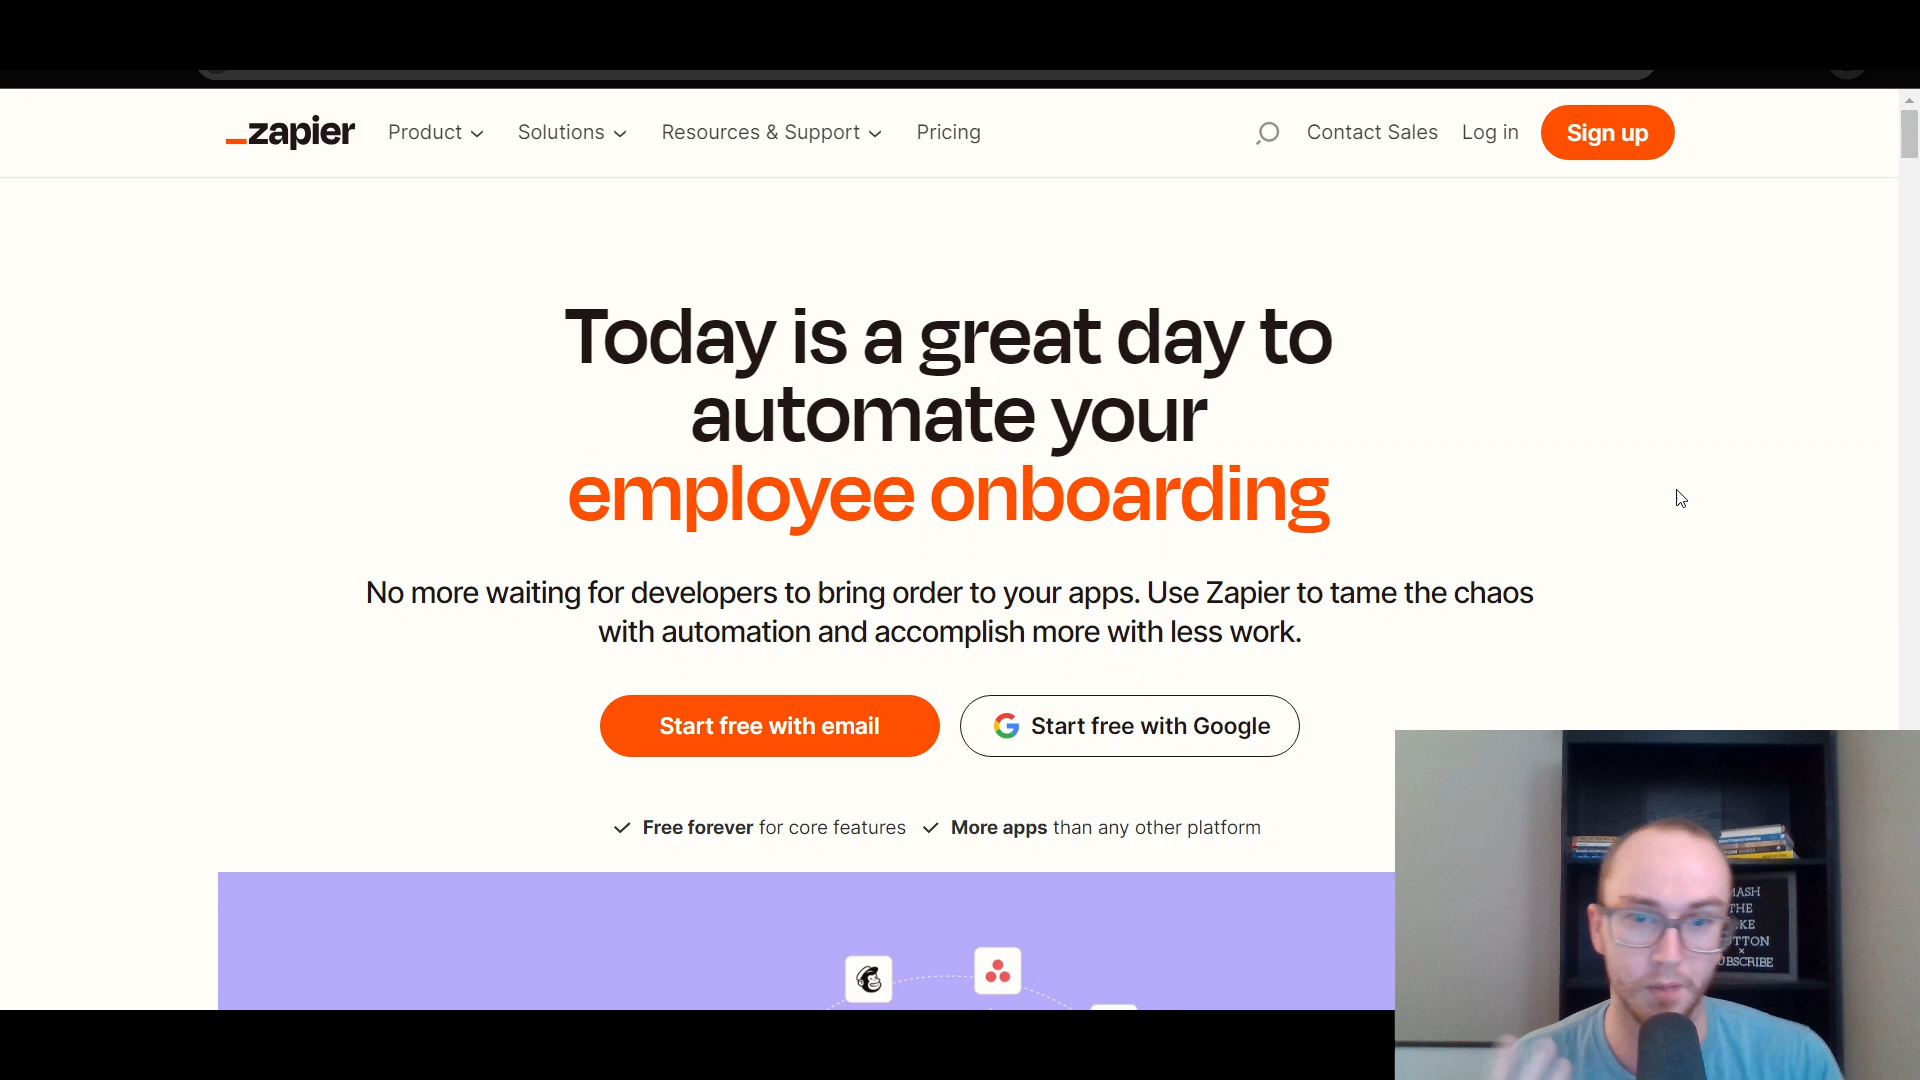 zapier Product Solutions Resources & Support Pricing Contact Sales Log in Sign up
Today is a great day to
automate your
employee onboarding
No more waiting for developers to bring order to your apps. Use Zapier to tame the chaos
with automation and accomplish more with less work.
Start free with email Start free with Google
Free forever for core features More apps than any other platform
THE